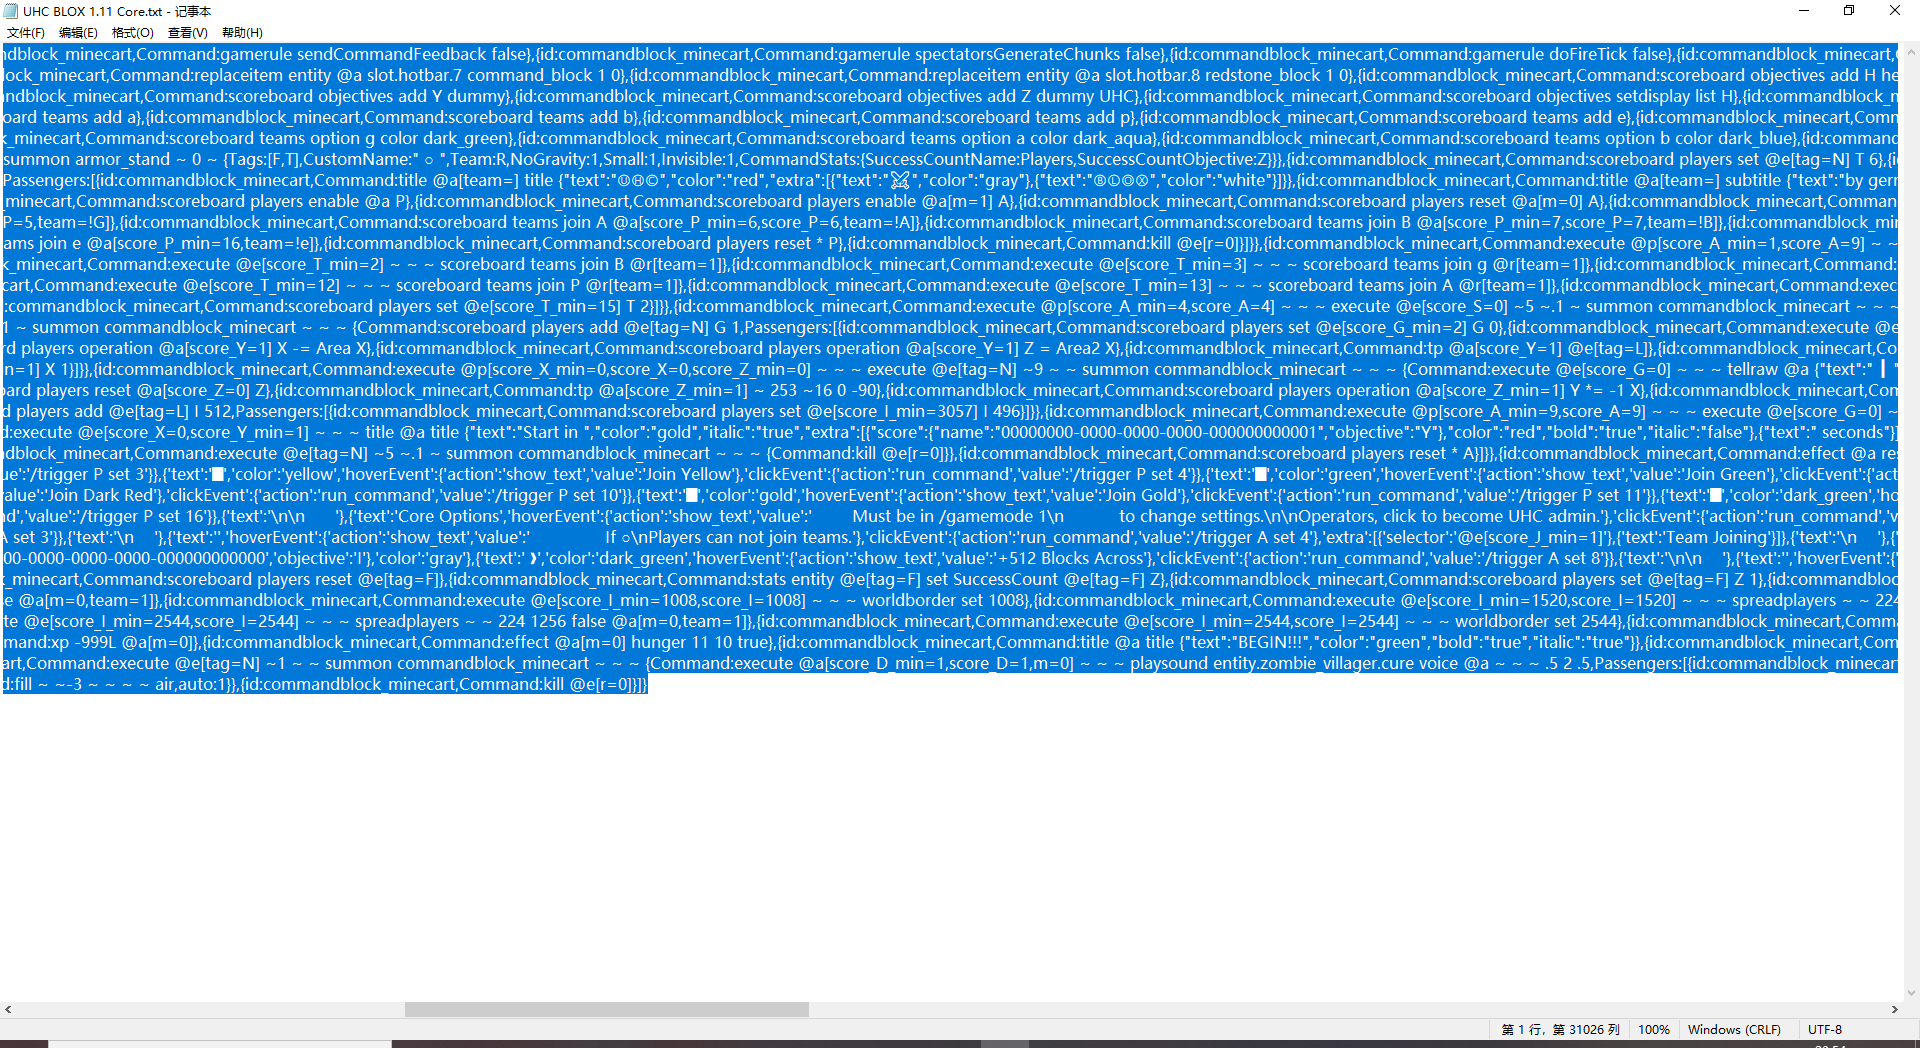 UHC BLOX 1.11 Core.txt - 记事本
文件(F) 编辑(E) 格式(O) 查看(V) 帮助(H)
ndblock_minecart,Command:gamerule sendCommandFeedback false},{id:commandblock_minecart,Command:gamerule spectatorsGenerateChunks false},{id:commandblock_minecart,Command:gamerule doFireTick false},{id:commandblock_minecart,C
lock_minecart,Command:replaceitem entity @a slot.hotbar.7 command_block 1 0},{id:commandblock_minecart,Command:replaceitem entity @a slot.hotbar.8 redstone_block 1 0},{id:commandblock_minecart,Command:scoreboard objectives add H he
andblock_minecart,Command:scoreboard objectives add Y dummy},{id:commandblock_minecart,Command:scoreboard objectives add Z dummy UHC},{id:commandblock_minecart,Command:scoreboard objectives setdisplay list H},{id:commandblock_m
oard teams add a},{id:commandblock_minecart,Command:scoreboard teams add b},{id:commandblock_minecart,Command:scoreboard teams add p},{id:commandblock_minecart,Command:scoreboard teams add e},{id:commandblock_minecart,Comm
k_minecart,Command:scoreboard teams option g color dark_green},{id:commandblock_minecart,Command:scoreboard teams option a color dark_aqua},{id:commandblock_minecart,Command:scoreboard teams option b color dark_blue},{id:comman
summon armor_stand ~ 0 ~ {Tags:[F,T],CustomName:" ○ ",Team:R,NoGravity:1,Small:1,Invisible:1,CommandStats:{SuccessCountName:Players,SuccessCountObjective:Z}}},{id:commandblock_minecart,Command:scoreboard players set @e[tag=N] T 6},{i
Passengers:[{id:commandblock_minecart,Command:title @a[team=] title {"text":"ⓊⒽⒸ","color":"red","extra":[{"text":"⚔","color":"gray"},{"text":"ⒷⓁⓄⓍ","color":"white"}]}},{id:commandblock_minecart,Command:title @a[team=] subtitle {"text":"by gerr
_minecart,Command:scoreboard players enable @a P},{id:commandblock_minecart,Command:scoreboard players enable @a[m=1] A},{id:commandblock_minecart,Command:scoreboard players reset @a[m=0] A},{id:commandblock_minecart,Comman
P=5,team=!G]},{id:commandblock_minecart,Command:scoreboard teams join A @a[score_P_min=6,score_P=6,team=!A]},{id:commandblock_minecart,Command:scoreboard teams join B @a[score_P_min=7,score_P=7,team=!B]},{id:commandblock_min
ams join e @a[score_P_min=16,team=!e]},{id:commandblock_minecart,Command:scoreboard players reset * P},{id:commandblock_minecart,Command:kill @e[r=0]}]}},{id:commandblock_minecart,Command:execute @p[score_A_min=1,score_A=9] ~ ~
k_minecart,Command:execute @e[score_T_min=2] ~ ~ ~ scoreboard teams join B @r[team=1]},{id:commandblock_minecart,Command:execute @e[score_T_min=3] ~ ~ ~ scoreboard teams join g @r[team=1]},{id:commandblock_minecart,Command:
cart,Command:execute @e[score_T_min=12] ~ ~ ~ scoreboard teams join P @r[team=1]},{id:commandblock_minecart,Command:execute @e[score_T_min=13] ~ ~ ~ scoreboard teams join A @r[team=1]},{id:commandblock_minecart,Command:exec
:commandblock_minecart,Command:scoreboard players set @e[score_T_min=15] T 2}]}},{id:commandblock_minecart,Command:execute @p[score_A_min=4,score_A=4] ~ ~ ~ execute @e[score_S=0] ~5 ~.1 ~ summon commandblock_minecart ~ ~ ~
1 ~ summon commandblock_minecart ~ ~ ~ {Command:scoreboard players add @e[tag=N] G 1,Passengers:[{id:commandblock_minecart,Command:scoreboard players set @e[score_G_min=2] G 0},{id:commandblock_minecart,Command:execute @e
rd players operation @a[score_Y=1] X -= Area X},{id:commandblock_minecart,Command:scoreboard players operation @a[score_Y=1] Z = Area2 X},{id:commandblock_minecart,Command:tp @a[score_Y=1] @e[tag=L]},{id:commandblock_minecart,Co
n=1] X 1}]}},{id:commandblock_minecart,Command:execute @p[score_X_min=0,score_X=0,score_Z_min=0] ~ ~ ~ execute @e[tag=N] ~9 ~ ~ summon commandblock_minecart ~ ~ ~ {Command:execute @e[score_G=0] ~ ~ ~ tellraw @a {"text":" ┃ "
oard players reset @a[score_Z=0] Z},{id:commandblock_minecart,Command:tp @a[score_Z_min=1] ~ 253 ~16 0 -90},{id:commandblock_minecart,Command:scoreboard players operation @a[score_Z_min=1] Y *= -1 X},{id:commandblock_minecart,Com
d players add @e[tag=L] I 512,Passengers:[{id:commandblock_minecart,Command:scoreboard players set @e[score_I_min=3057] I 496}]}},{id:commandblock_minecart,Command:execute @p[score_A_min=9,score_A=9] ~ ~ ~ execute @e[score_G=0] ~
d:execute @e[score_X=0,score_Y_min=1] ~ ~ ~ title @a title {"text":"Start in ","color":"gold","italic":"true","extra":[{"score":{"name":"00000000-0000-0000-0000-000000000001","objective":"Y"},"color":"red","bold":"true","italic":"false"},{"text":" seconds"}]
ndblock_minecart,Command:execute @e[tag=N] ~5 ~.1 ~ summon commandblock_minecart ~ ~ ~ {Command:kill @e[r=0]}},{id:commandblock_minecart,Command:scoreboard players reset * A}]}},{id:commandblock_minecart,Command:effect @a res
ue':'/trigger P set 3'}},{'text':'█','color':'yellow','hoverEvent':{'action':'show_text','value':'Join Yellow'},'clickEvent':{'action':'run_command','value':'/trigger P set 4'}},{'text':'█','color':'green','hoverEvent':{'action':'show_text','value':'Join Green'},'clickEvent':{'act
value':'Join Dark Red'},'clickEvent':{'action':'run_command','value':'/trigger P set 10'}},{'text':'█','color':'gold','hoverEvent':{'action':'show_text','value':'Join Gold'},'clickEvent':{'action':'run_command','value':'/trigger P set 11'}},{'text':'█','color':'dark_green','ho
nd','value':'/trigger P set 16'}},{'text':'\n\n      '},{'text':'Core Options','hoverEvent':{'action':'show_text','value':'        Must be in /gamemode 1\n           to change settings.\n\nOperators, click to become UHC admin.'},'clickEvent':{'action':'run_command','v
A set 3'}},{'text':'\n    '},{'text':'','hoverEvent':{'action':'show_text','value':'               If ○\nPlayers can not join teams.'},'clickEvent':{'action':'run_command','value':'/trigger A set 4'},'extra':[{'selector':'@e[score_J_min=1]'},{'text':'Team Joining'}]},{'text':'\n    '},{'
00-0000-0000-0000-000000000000','objective':'I'},'color':'gray'},{'text':' ❩','color':'dark_green','hoverEvent':{'action':'show_text','value':'+512 Blocks Across'},'clickEvent':{'action':'run_command','value':'/trigger A set 8'}},{'text':'\n\n    '},{'text':'','hoverEvent':{'
k_minecart,Command:scoreboard players reset @e[tag=F]},{id:commandblock_minecart,Command:stats entity @e[tag=F] set SuccessCount @e[tag=F] Z},{id:commandblock_minecart,Command:scoreboard players set @e[tag=F] Z 1},{id:commandbloc
se @a[m=0,team=1]},{id:commandblock_minecart,Command:execute @e[score_I_min=1008,score_I=1008] ~ ~ ~ worldborder set 1008},{id:commandblock_minecart,Command:execute @e[score_I_min=1520,score_I=1520] ~ ~ ~ spreadplayers ~ ~ 224
te @e[score_I_min=2544,score_I=2544] ~ ~ ~ spreadplayers ~ ~ 224 1256 false @a[m=0,team=1]},{id:commandblock_minecart,Command:execute @e[score_I_min=2544,score_I=2544] ~ ~ ~ worldborder set 2544},{id:commandblock_minecart,Com
mmand:xp -999L @a[m=0]},{id:commandblock_minecart,Command:effect @a[m=0] hunger 11 10 true},{id:commandblock_minecart,Command:title @a title {"text":"BEGIN!!!","color":"green","bold":"true","italic":"true"}},{id:commandblock_minecart,Com
art,Command:execute @e[tag=N] ~1 ~ ~ summon commandblock_minecart ~ ~ ~ {Command:execute @a[score_D_min=1,score_D=1,m=0] ~ ~ ~ playsound entity.zombie_villager.cure voice @a ~ ~ ~ .5 2 .5,Passengers:[{id:commandblock_minecart
d:fill ~ ~-3 ~ ~ ~ ~ air,auto:1}},{id:commandblock_minecart,Command:kill @e[r=0]}]}
第 1 行，第 31026 列 100% Windows (CRLF) UTF-8